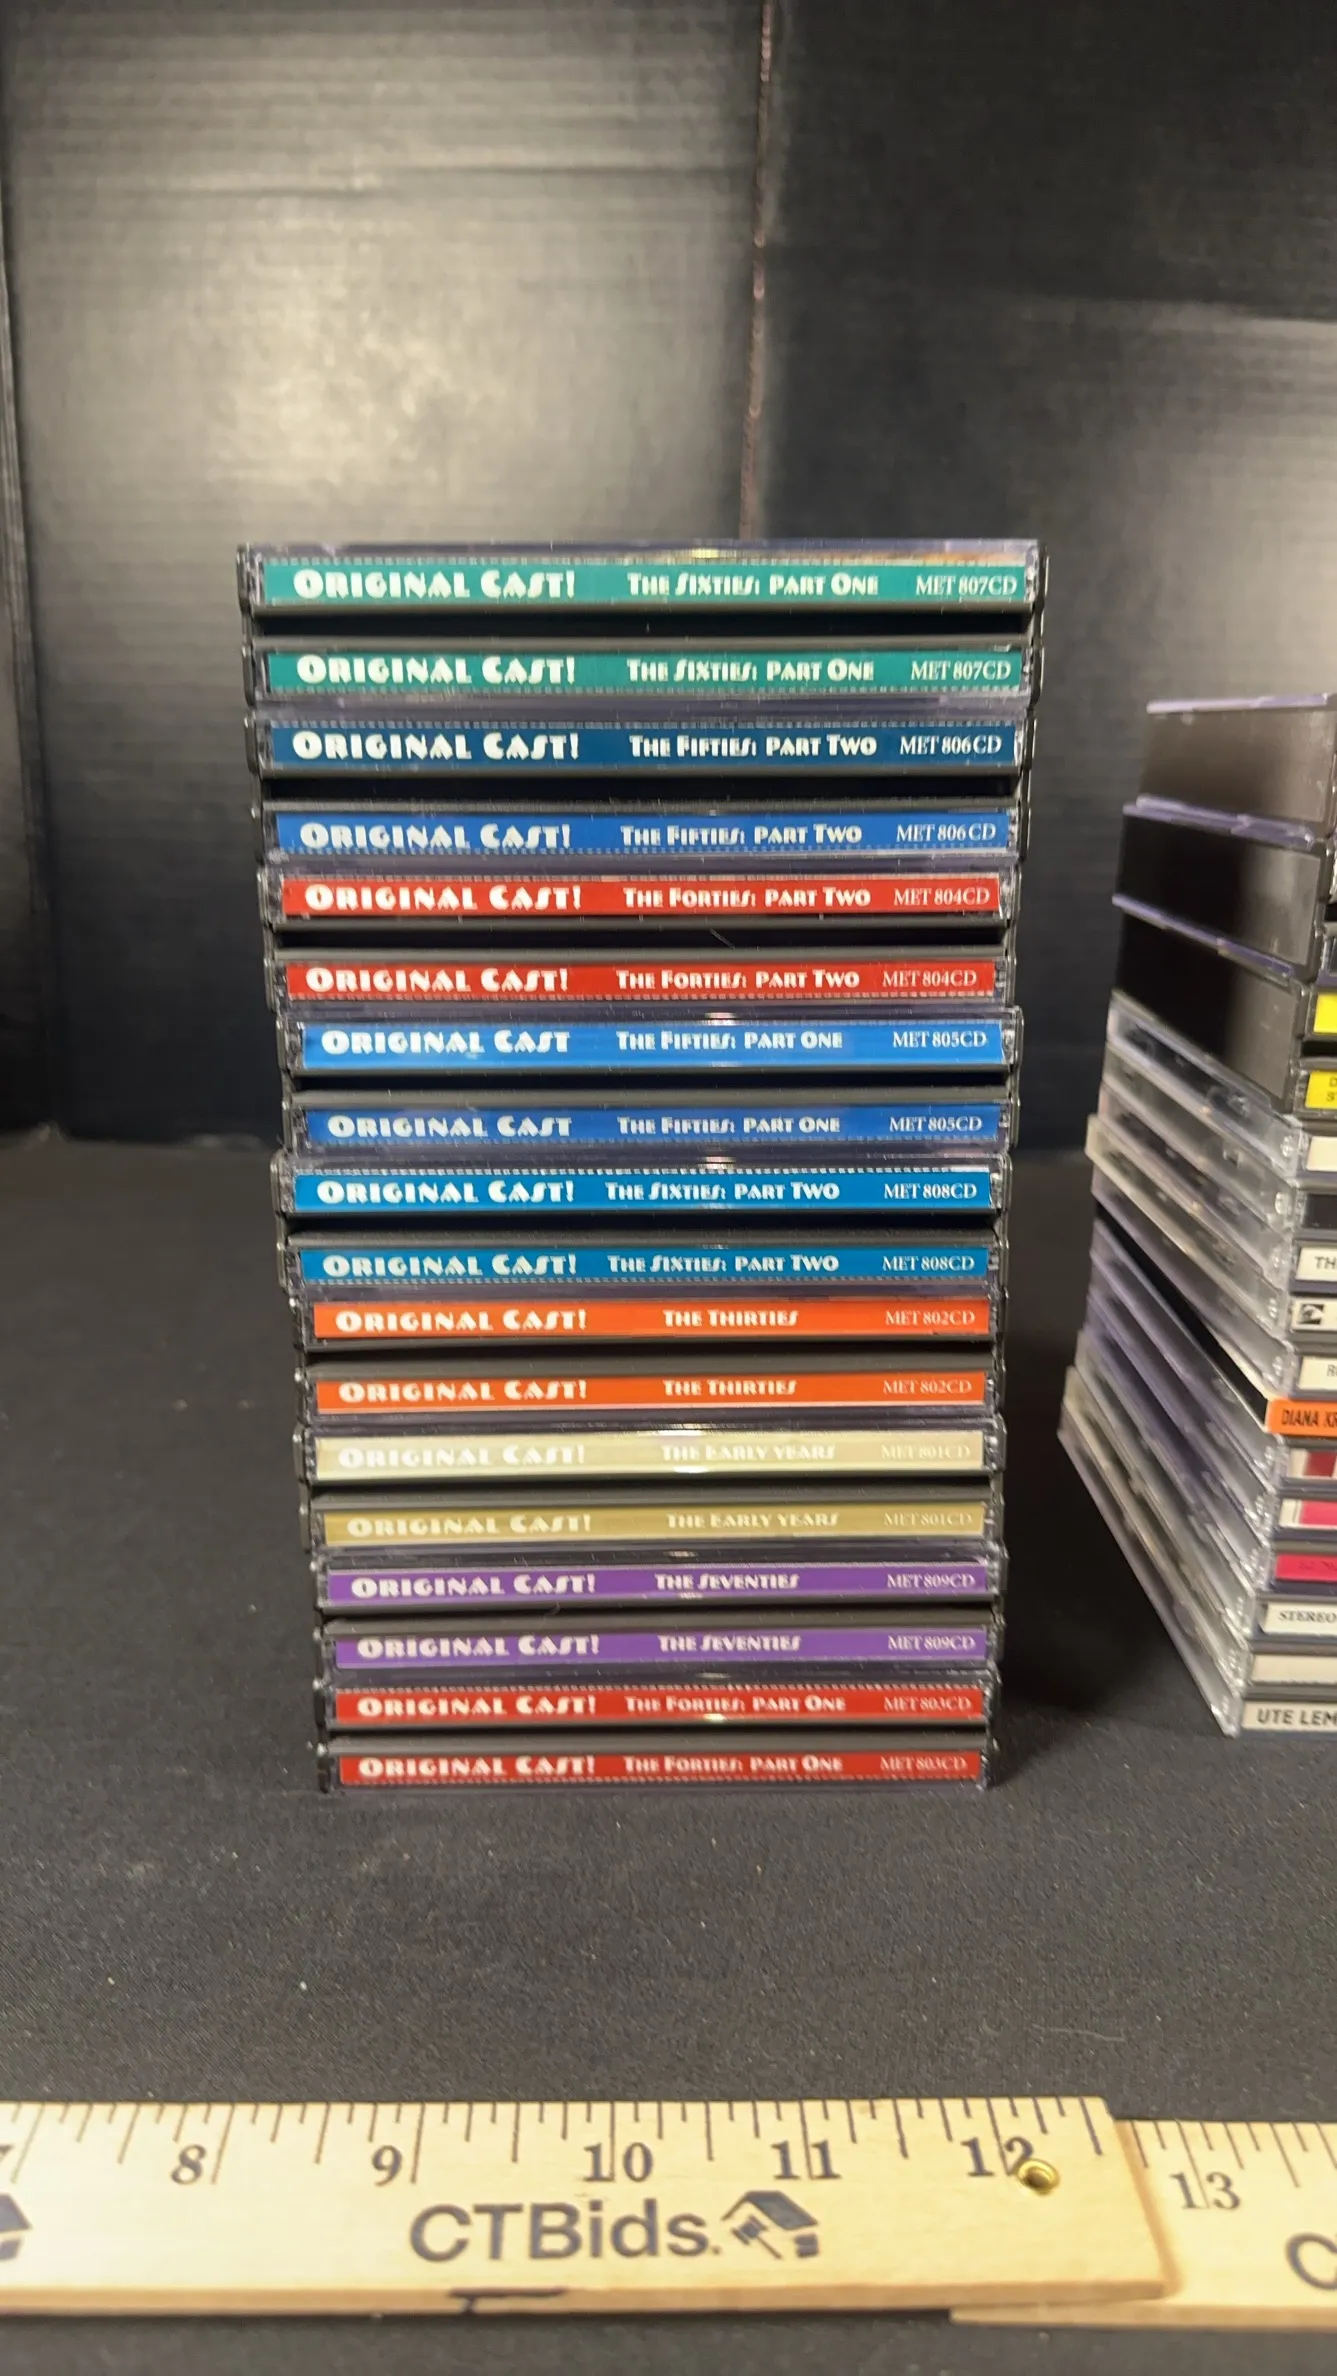 ORIGINAL CAST! THE SIXTIES: PART ONE MET 807CD
ORIGINAL CAST! THE SIXTIES: PART ONE MET 807CD
ORIGINAL CAST! THE FIFTIES: PART TWO MET 806CD
ORIGINAL CAST! THE FIFTIES: PART TWO MET 806CD
ORIGINAL CAST! THE FORTIES: PART TWO MET 804CD
ORIGINAL CAST! THE FORTIES: PART TWO MET 804CD
ORIGINAL CAST THE FIFTIES: PART ONE MET 805CD
ORIGINAL CAST THE FIFTIES: PART ONE MET 805CD
ORIGINAL CAST! THE SIXTIES: PART TWO MET 808CD
ORIGINAL CAST! THE SIXTIES: PART TWO MET 808CD
ORIGINAL CAST! THE THIRTIES MET 802CD
ORIGINAL CAST! THE THIRTIES MET 802CD
ORIGINAL CAST! THE EARLY YEARS MET 801CD
ORIGINAL CAST! THE EARLY YEARS MET 801CD
ORIGINAL CAST! THE SEVENTIES MET 809CD
ORIGINAL CAST! THE SEVENTIES MET 809CD
ORIGINAL CAST! THE FORTIES: PART ONE MET 803CD
ORIGINAL CAST! THE FORTIES: PART ONE MET 803CD
TH
DIANA KR
STEREO
UTE LEM
7 8 9 10 11 12 13
CTBids.
C